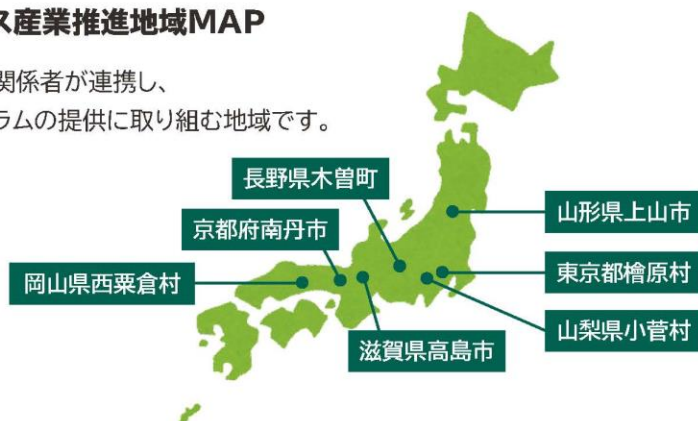 ス産業推進地域MAP
関係者が連携し、
ラムの提供に取り組む地域です。
長野県木曽町
京都府南丹市
山形県上山市
岡山県西粟倉村
東京都檜原村
山梨県小菅村
滋賀県高島市